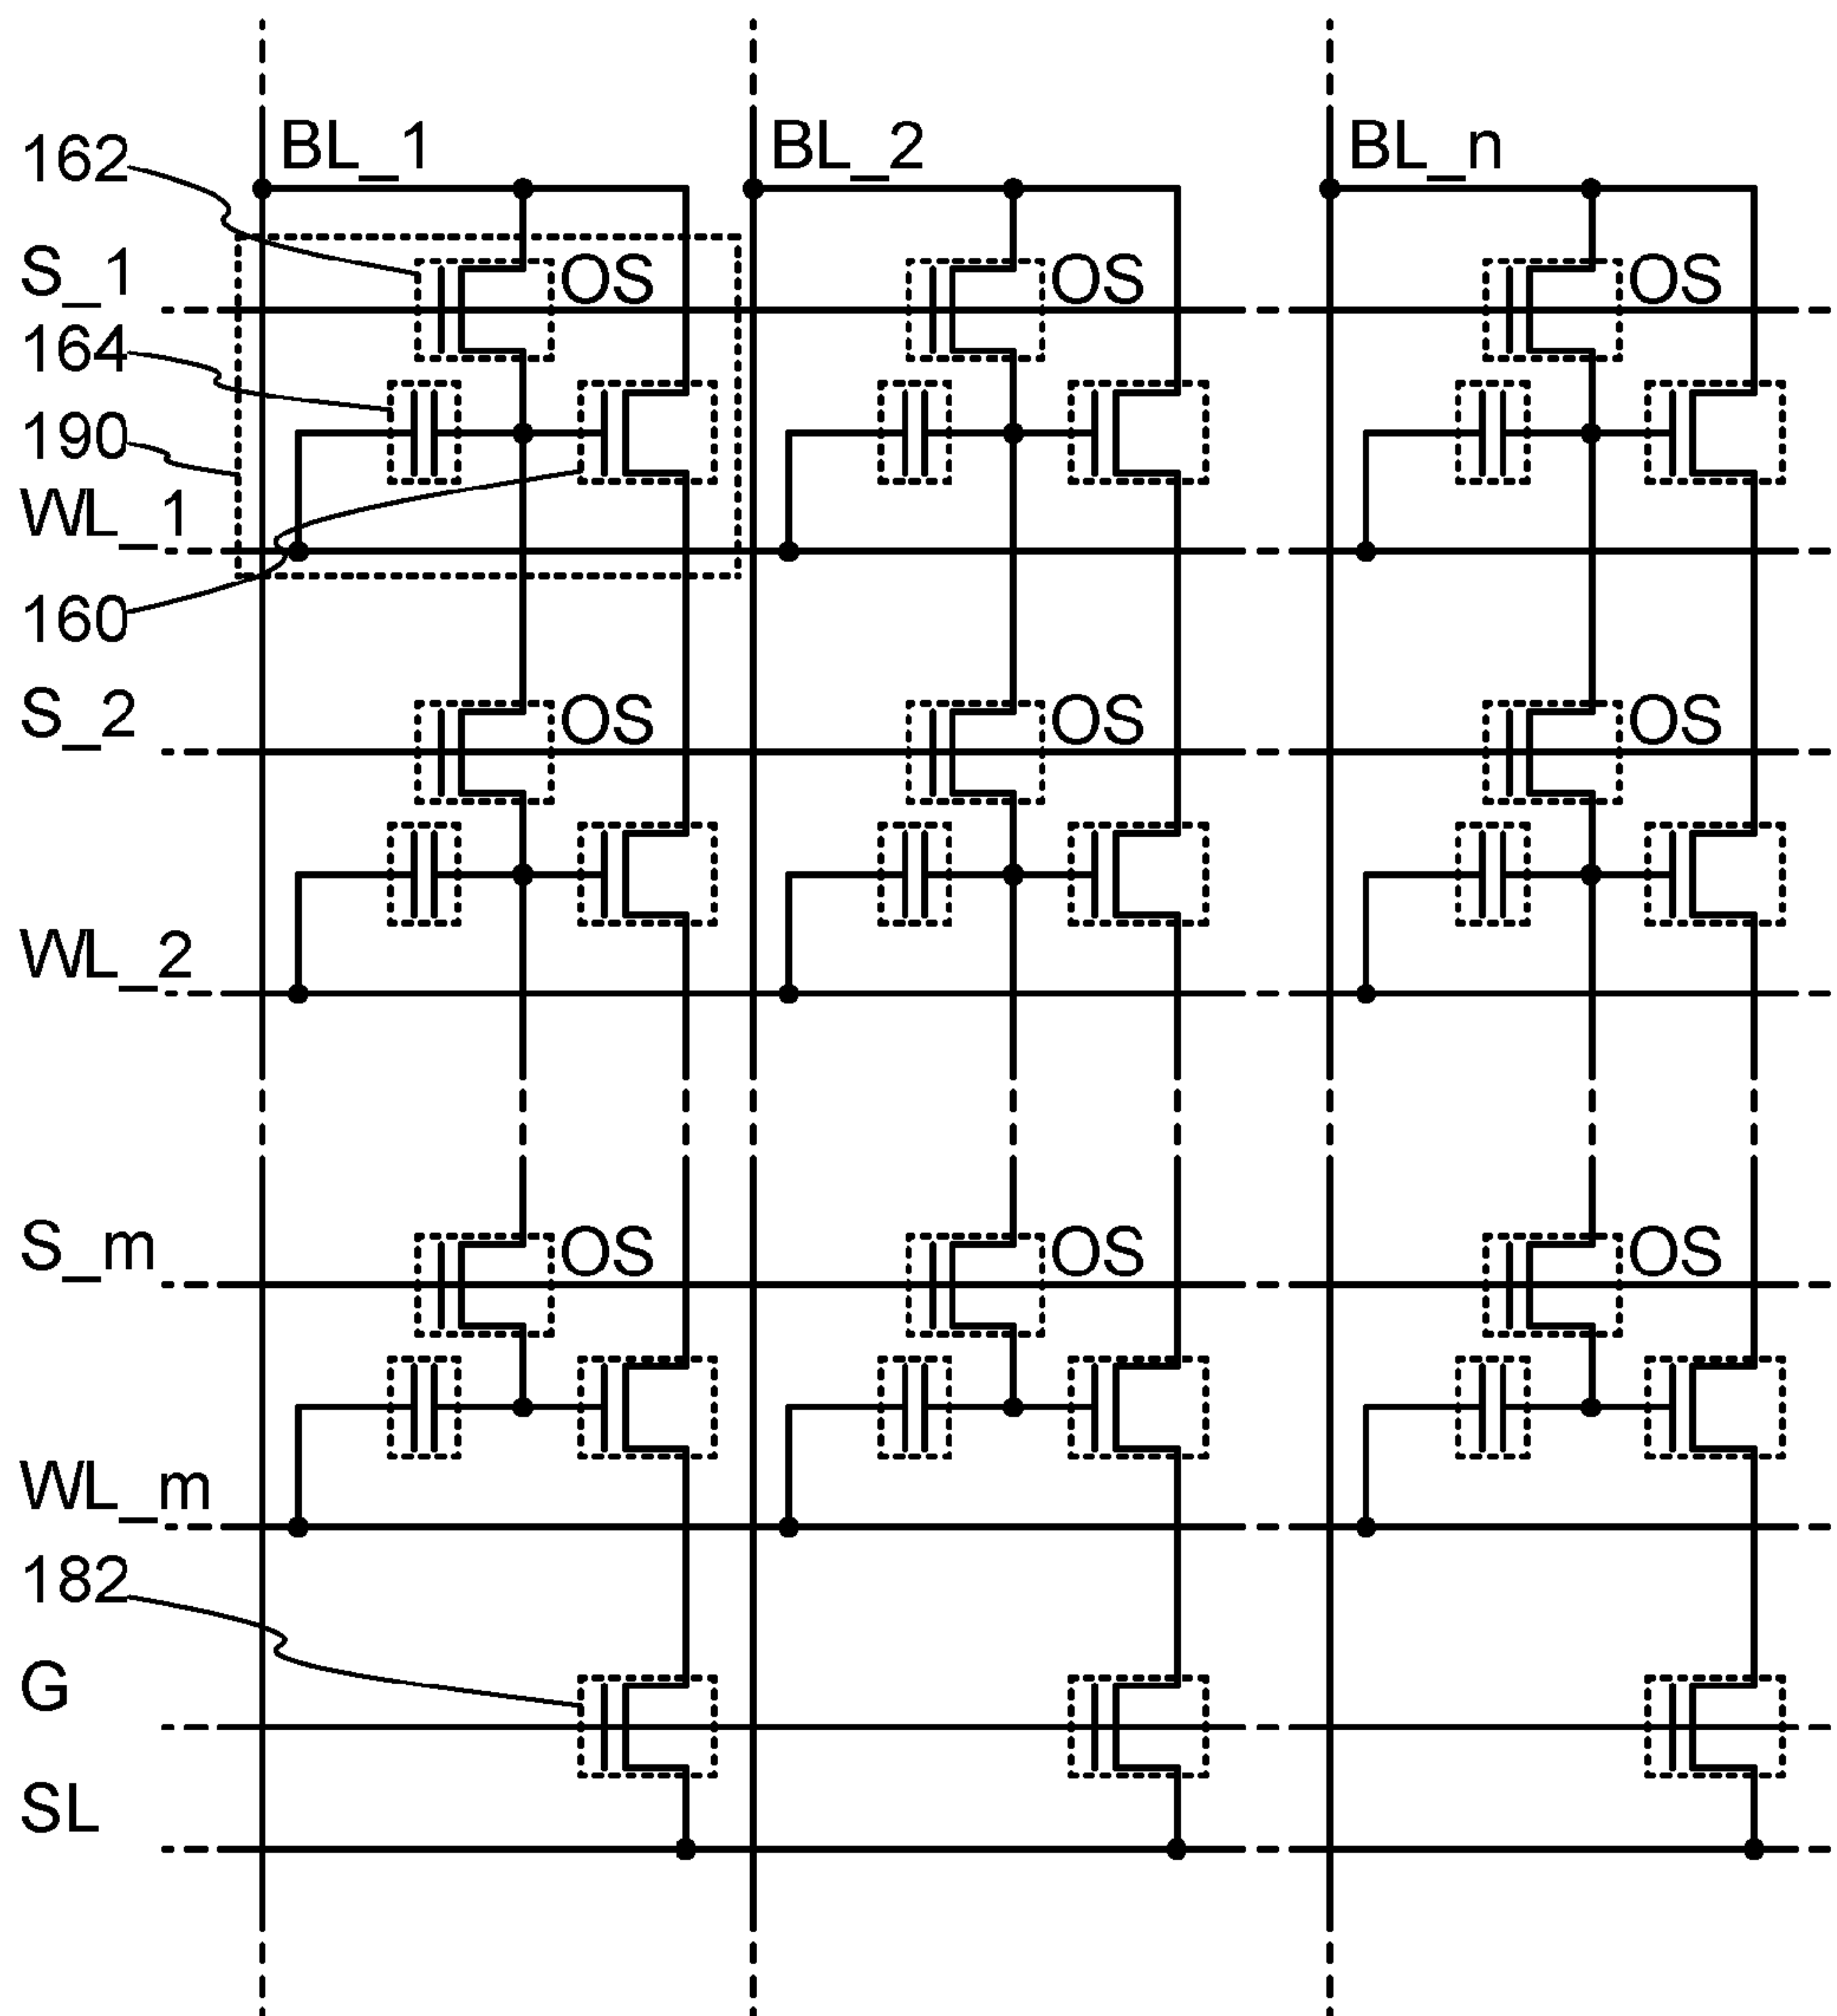 BL_1 BL_2 BL_n
162
S_1 OS OS OS
164
190
WL_1
160
S_2 OS OS OS
WL_2
S_m OS OS OS
WL_m
182
G
SL